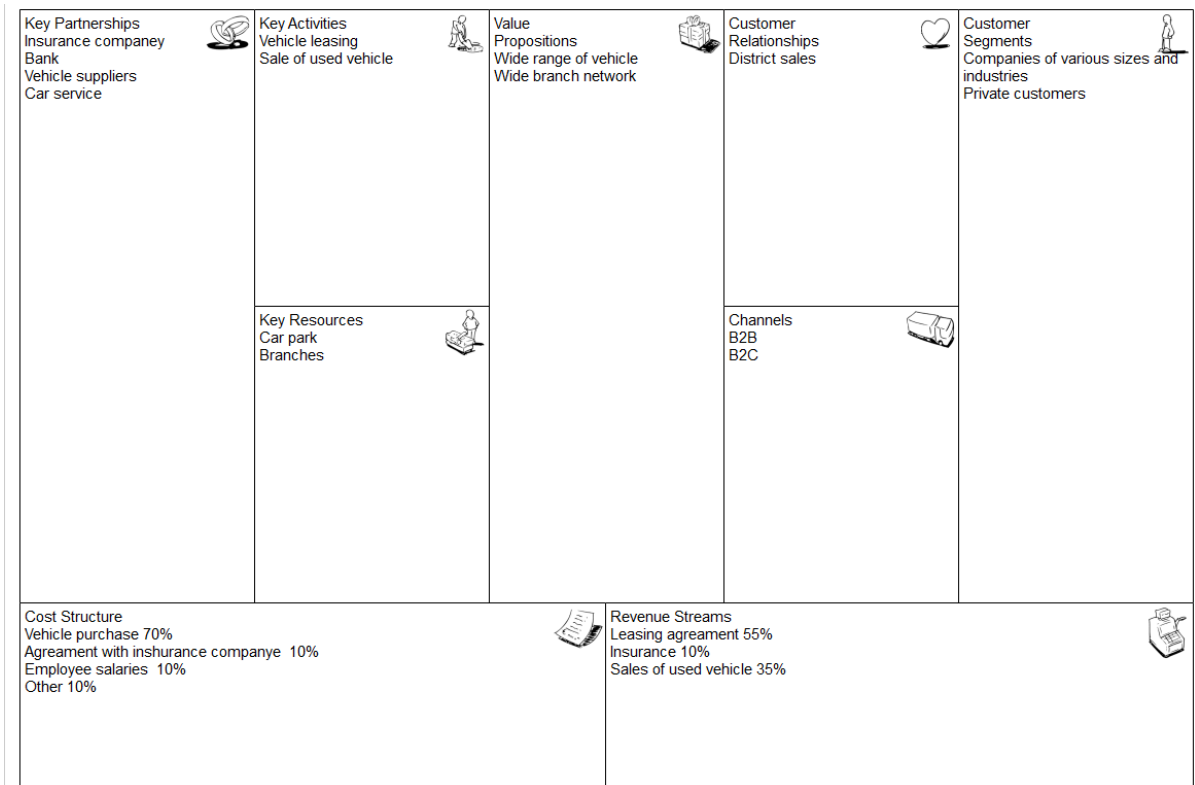 Key Partnerships
Insurance companey
Bank
Vehicle suppliers
Car service
Key Activities
Vehicle leasing
Sale of used vehicle
Key Resources
Car park
Branches
Value
Propositions
Wide range of vehicle
Wide branch network
Customer
Relationships
District sales
Channels
B2B
B2C
Customer
Segments
Companies of various sizes and
industries
Private customers
Cost Structure
Vehicle purchase 70%
Agreament with inshurance companye 10%
Employee salaries 10%
Other 10%
Revenue Streams
Leasing agreament 55%
Insurance 10%
Sales of used vehicle 35%